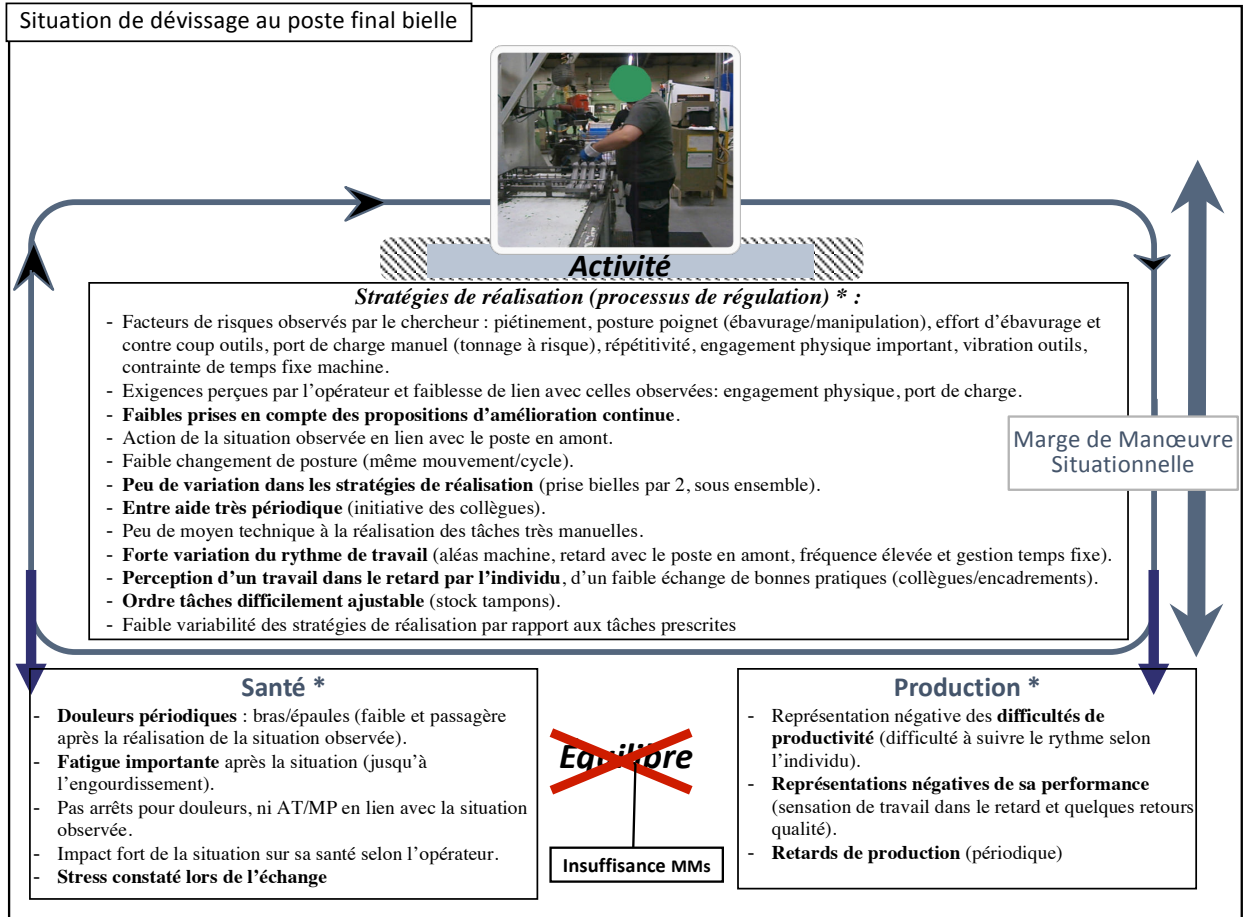 Situation de dévissage au poste final bielle
Activité
Stratégies de réalisation (processus de régulation) * :
- Facteurs de risques observés par le chercheur : piétinement, posture poignet (ébavurage/manipulation), effort d'ébavurage et
contre coup outils, port de charge manuel (tonnage à risque), répétitivité, engagement physique important, vibration outils,
contrainte de temps fixe machine.
- Exigences perçues par l'opérateur et faiblesse de lien avec celles observées: engagement physique, port de charge.
- Faibles prises en compte des propositions d'amélioration continue.
- Action de la situation observée en lien avec le poste en amont.
- Faible changement de posture (même mouvement/cycle).
- Peu de variation dans les stratégies de réalisation (prise bielles par 2, sous ensemble).
- Entre aide très périodique (initiative des collègues).
- Peu de moyen technique à la réalisation des tâches très manuelles.
- Forte variation du rythme de travail (aléas machine, retard avec le poste en amont, fréquence élevée et gestion temps fixe).
- Perception d'un travail dans le retard par l'individu, d'un faible échange de bonnes pratiques (collègues/encadrements).
- Ordre tâches difficilement ajustable (stock tampons).
- Faible variabilité des stratégies de réalisation par rapport aux tâches prescrites
Marge de Manœuvre
Situationnelle
Santé *
- Douleurs périodiques : bras/épaules (faible et passagère
après la réalisation de la situation observée).
- Fatigue importante après la situation (jusqu'à
l'engourdissement).
- Pas arrêts pour douleurs, ni AT/MP en lien avec la situation
observée.
- Impact fort de la situation sur sa santé selon l'opérateur.
- Stress constaté lors de l'échange
Equilibre
Insuffisance MMs
Production *
- Représentation négative des difficultés de
productivité (difficulté à suivre le rythme selon
l'individu).
- Représentations négatives de sa performance
(sensation de travail dans le retard et quelques retours
qualité).
- Retards de production (périodique)